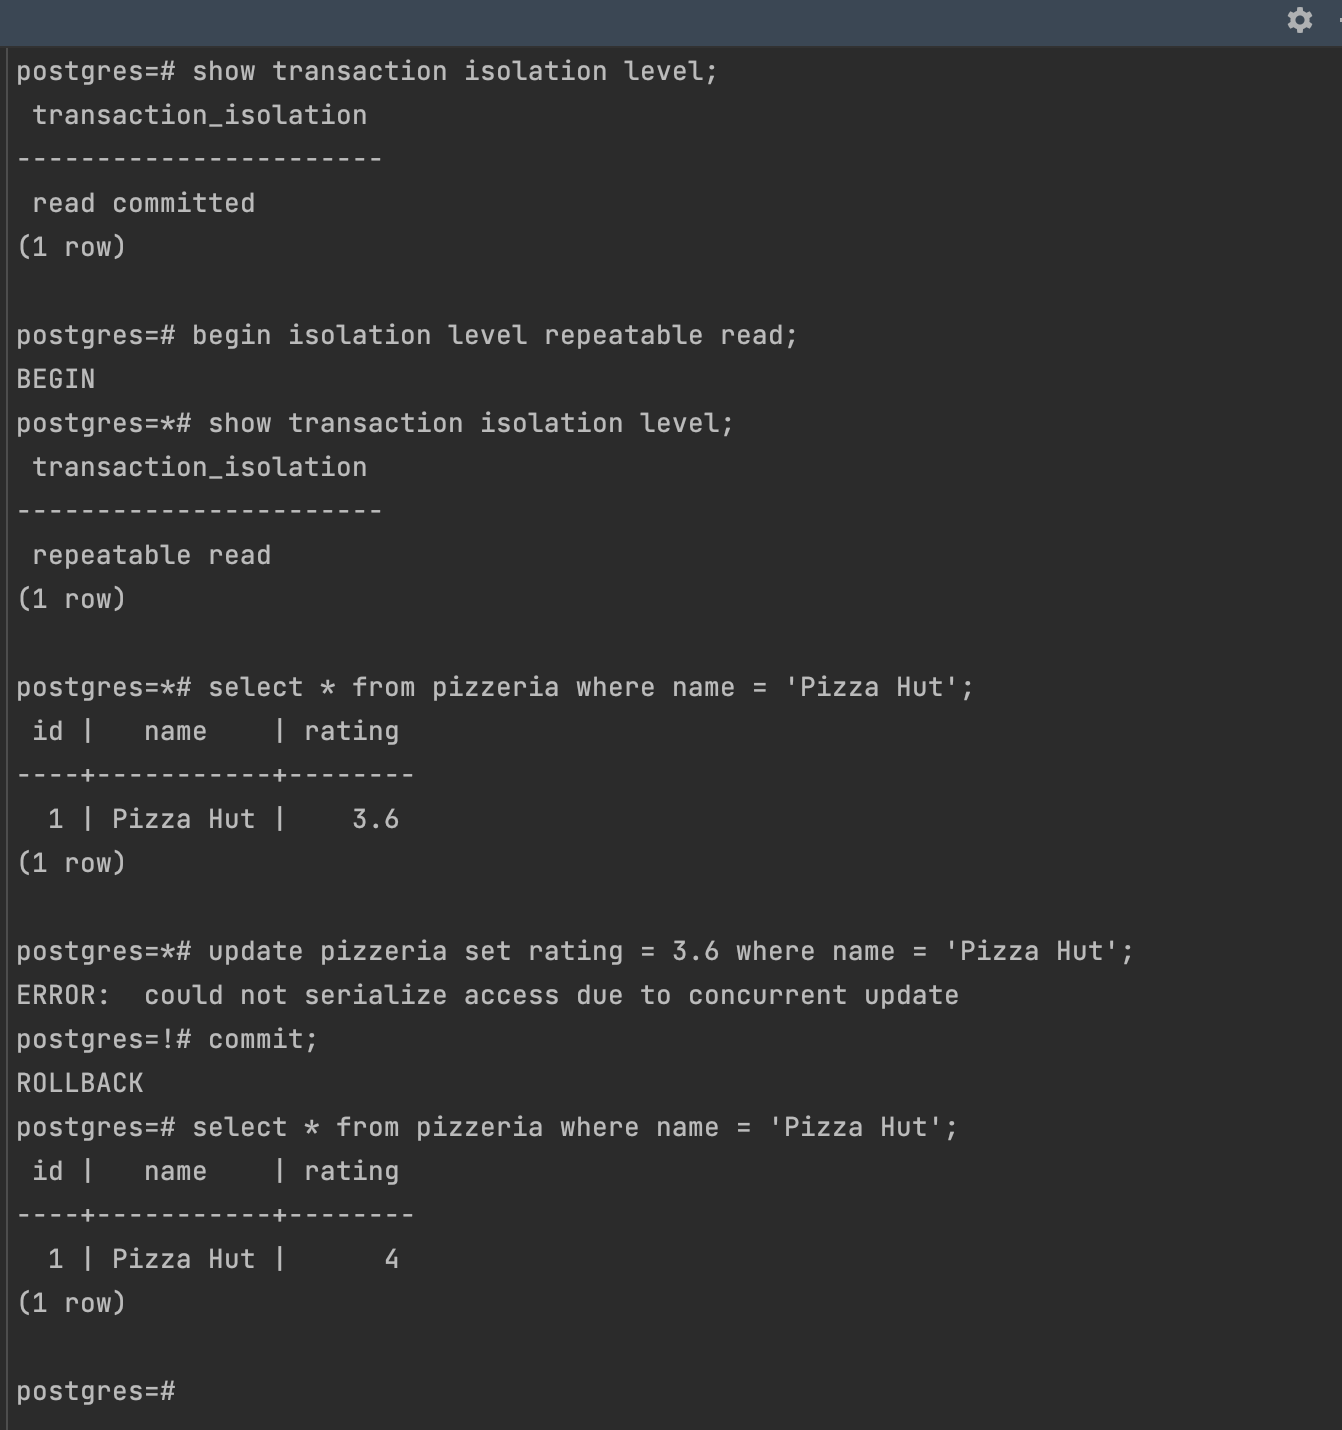 postgres=# show transaction isolation level;
 transaction_isolation
-----------------------
 read committed
(1 row)

postgres=# begin isolation level repeatable read;
BEGIN
postgres=*# show transaction isolation level;
 transaction_isolation
-----------------------
 repeatable read
(1 row)

postgres=*# select * from pizzeria where name = 'Pizza Hut';
 id |   name    | rating
----+-----------+--------
  1 | Pizza Hut |    3.6
(1 row)

postgres=*# update pizzeria set rating = 3.6 where name = 'Pizza Hut';
ERROR:  could not serialize access due to concurrent update
postgres=!# commit;
ROLLBACK
postgres=# select * from pizzeria where name = 'Pizza Hut';
 id |   name    | rating
----+-----------+--------
  1 | Pizza Hut |      4
(1 row)

postgres=#